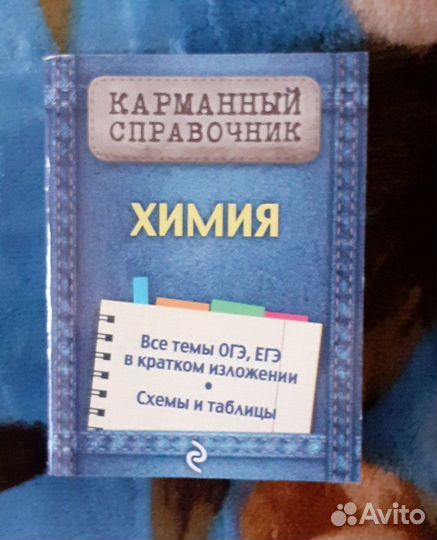 КАРМАННЫЙ
СПРАВОЧНИК
ХИМИЯ
Все темы ОГЭ, ЕГЭ
в кратком изложении
•
Схемы и таблицы
Avito